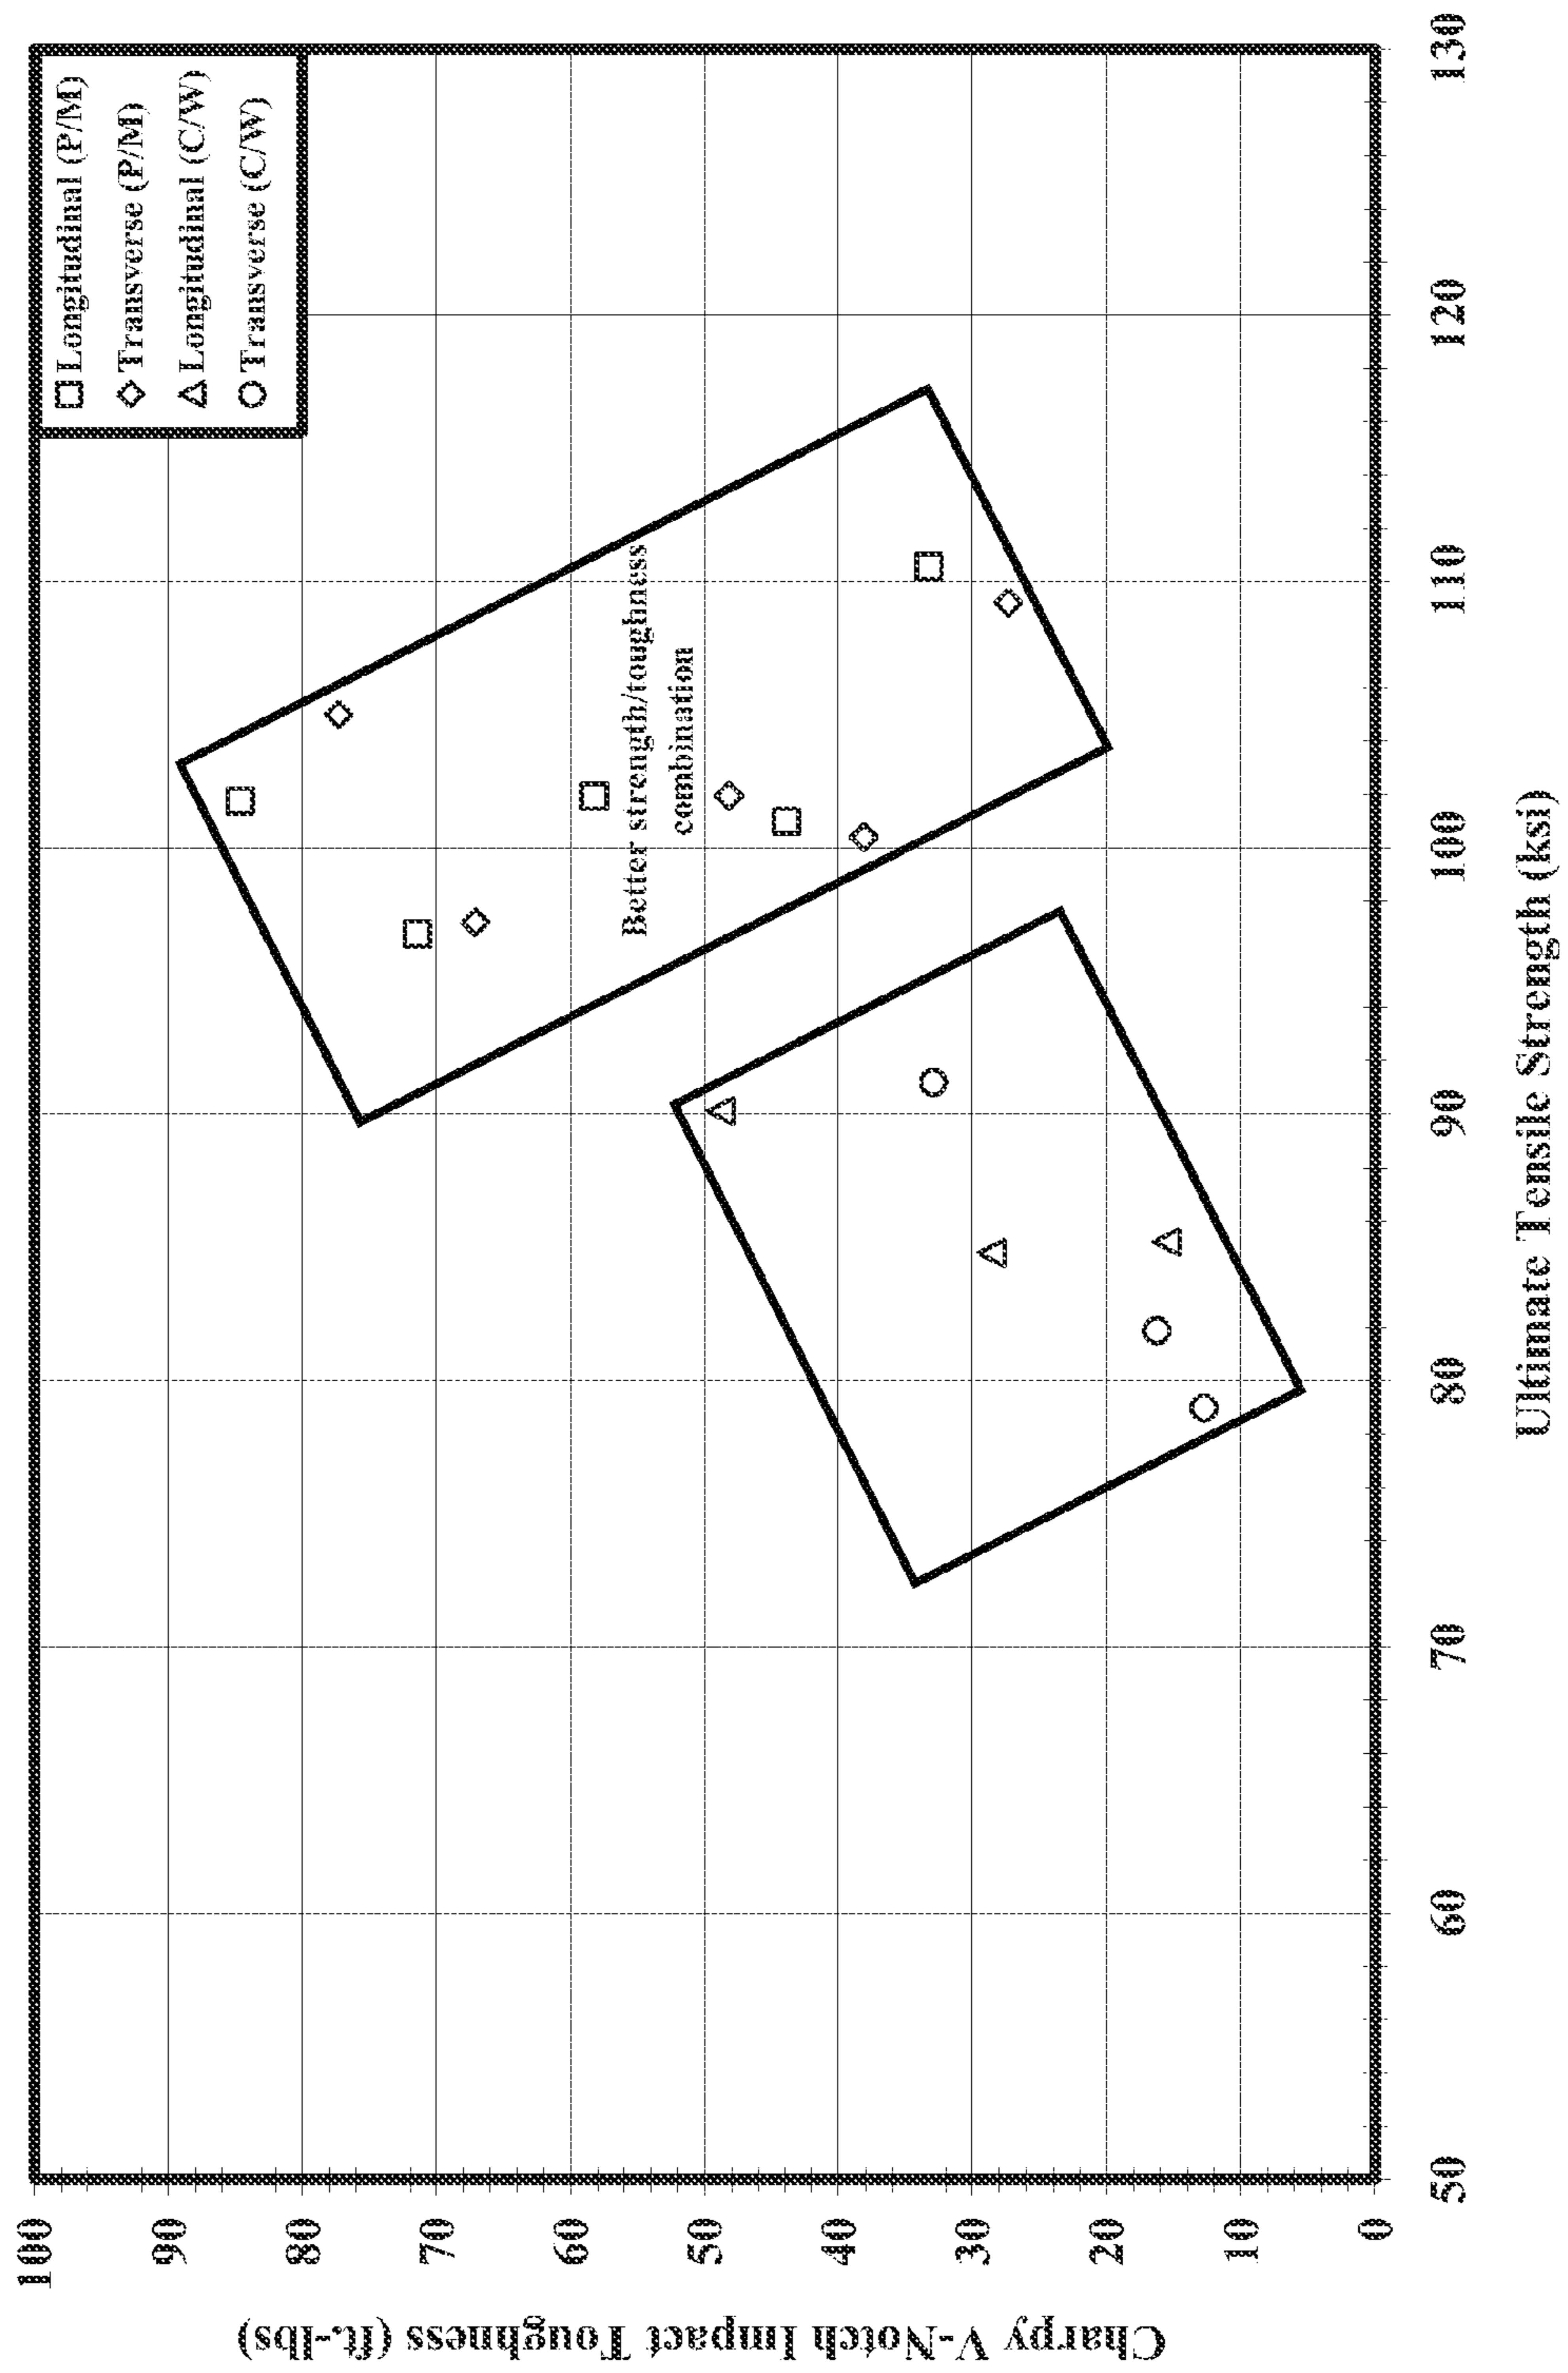 Charpy V-Notch Impact Toughness (ft.-lbs)
100
90
80
70
60
50
40
30
20
10
0
Longitudinal (P/M)
Transverse (P/M)
Longitudinal (C/W)
Transverse (C/W)
Better strength/toughness
combination
50
60
70
80
90
100
110
120
130
Ultimate Tensile Strength (ksi)